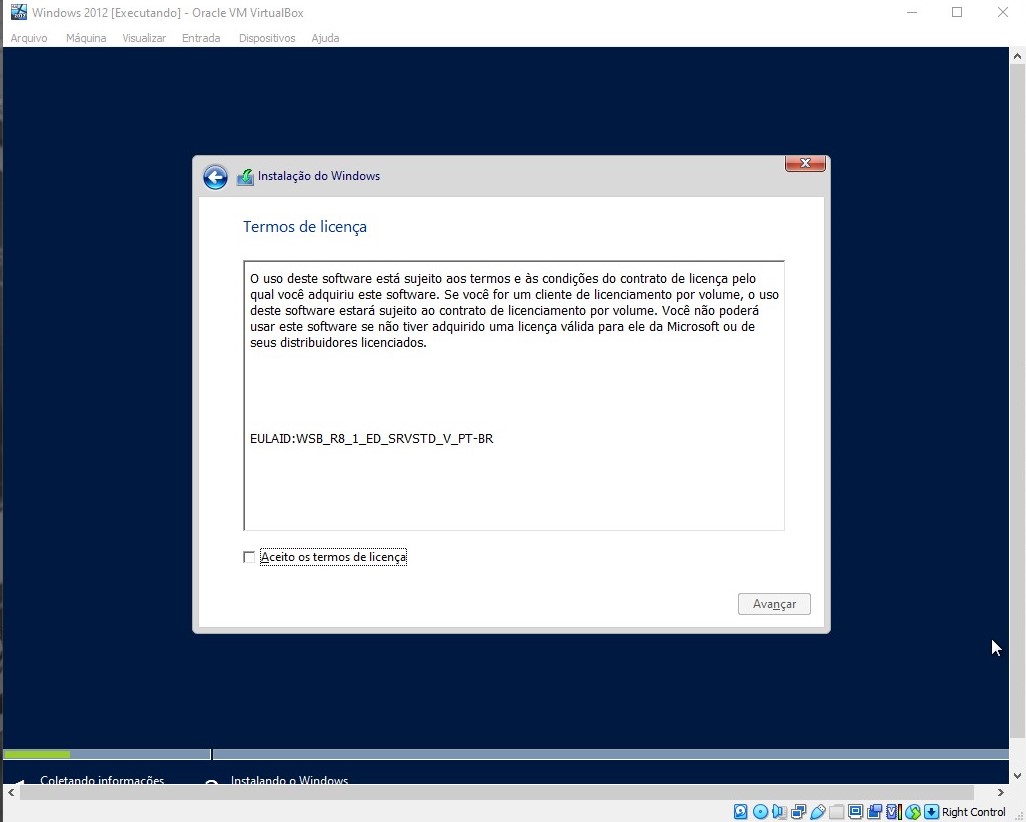 Windows 2012 [Executando] - Oracle VM VirtualBox
Arquivo Máquina Visualizar Entrada Dispositivos Ajuda
Instalação do Windows
Termos de licença
O uso deste software está sujeito aos termos e às condições do contrato de licença pelo
qual você adquiriu este software. Se você for um cliente de licenciamento por volume, o uso
deste software estará sujeito ao contrato de licenciamento por volume. Você não poderá
usar este software se não tiver adquirido uma licença válida para ele da Microsoft ou de
seus distribuidores licenciados.
EULAID:WSB_R8_1_ED_SRVSTD_V_PT-BR
Aceito os termos de licença
Avançar
Coletando informações Instalando o Windows
Right Control